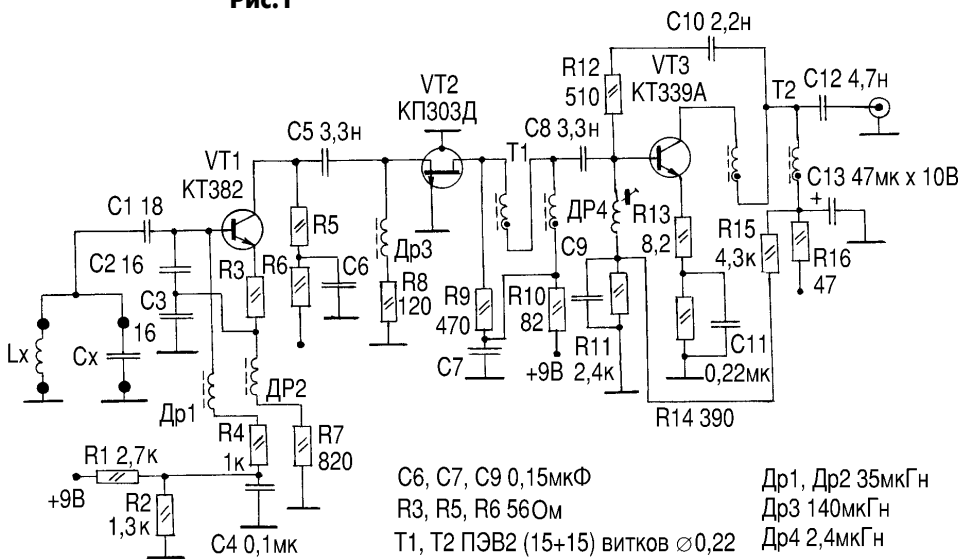 Рис.1
C10 2,2н
R12
510
VT3
КТ339А
T2
C12 4,7н
VT2
КП303Д
C5 3,3н
C8 3,3н
T1
VT1
КТ382
C1 18
C2 16
R3
R5
R6
C6
Др3
R8
120
R9
470
C7
R10
82
+9В
ДР4
C9
R11
2,4к
R13
8,2
C11
0,22мк
R15
4,3к
C13 47мк х 10В
+
R16
47
R14 390
C3
16
Lx
Cx
Др1
ДР2
R4
1к
R7
820
R1 2,7к
+9В
R2
1,3к
C4 0,1мк
C6, C7, C9 0,15мкФ
R3, R5, R6 56Ом
T1, T2 ПЭВ2 (15+15) витков ∅0,22
Др1, Др2 35мкГн
Др3 140мкГн
Др4 2,4мкГн